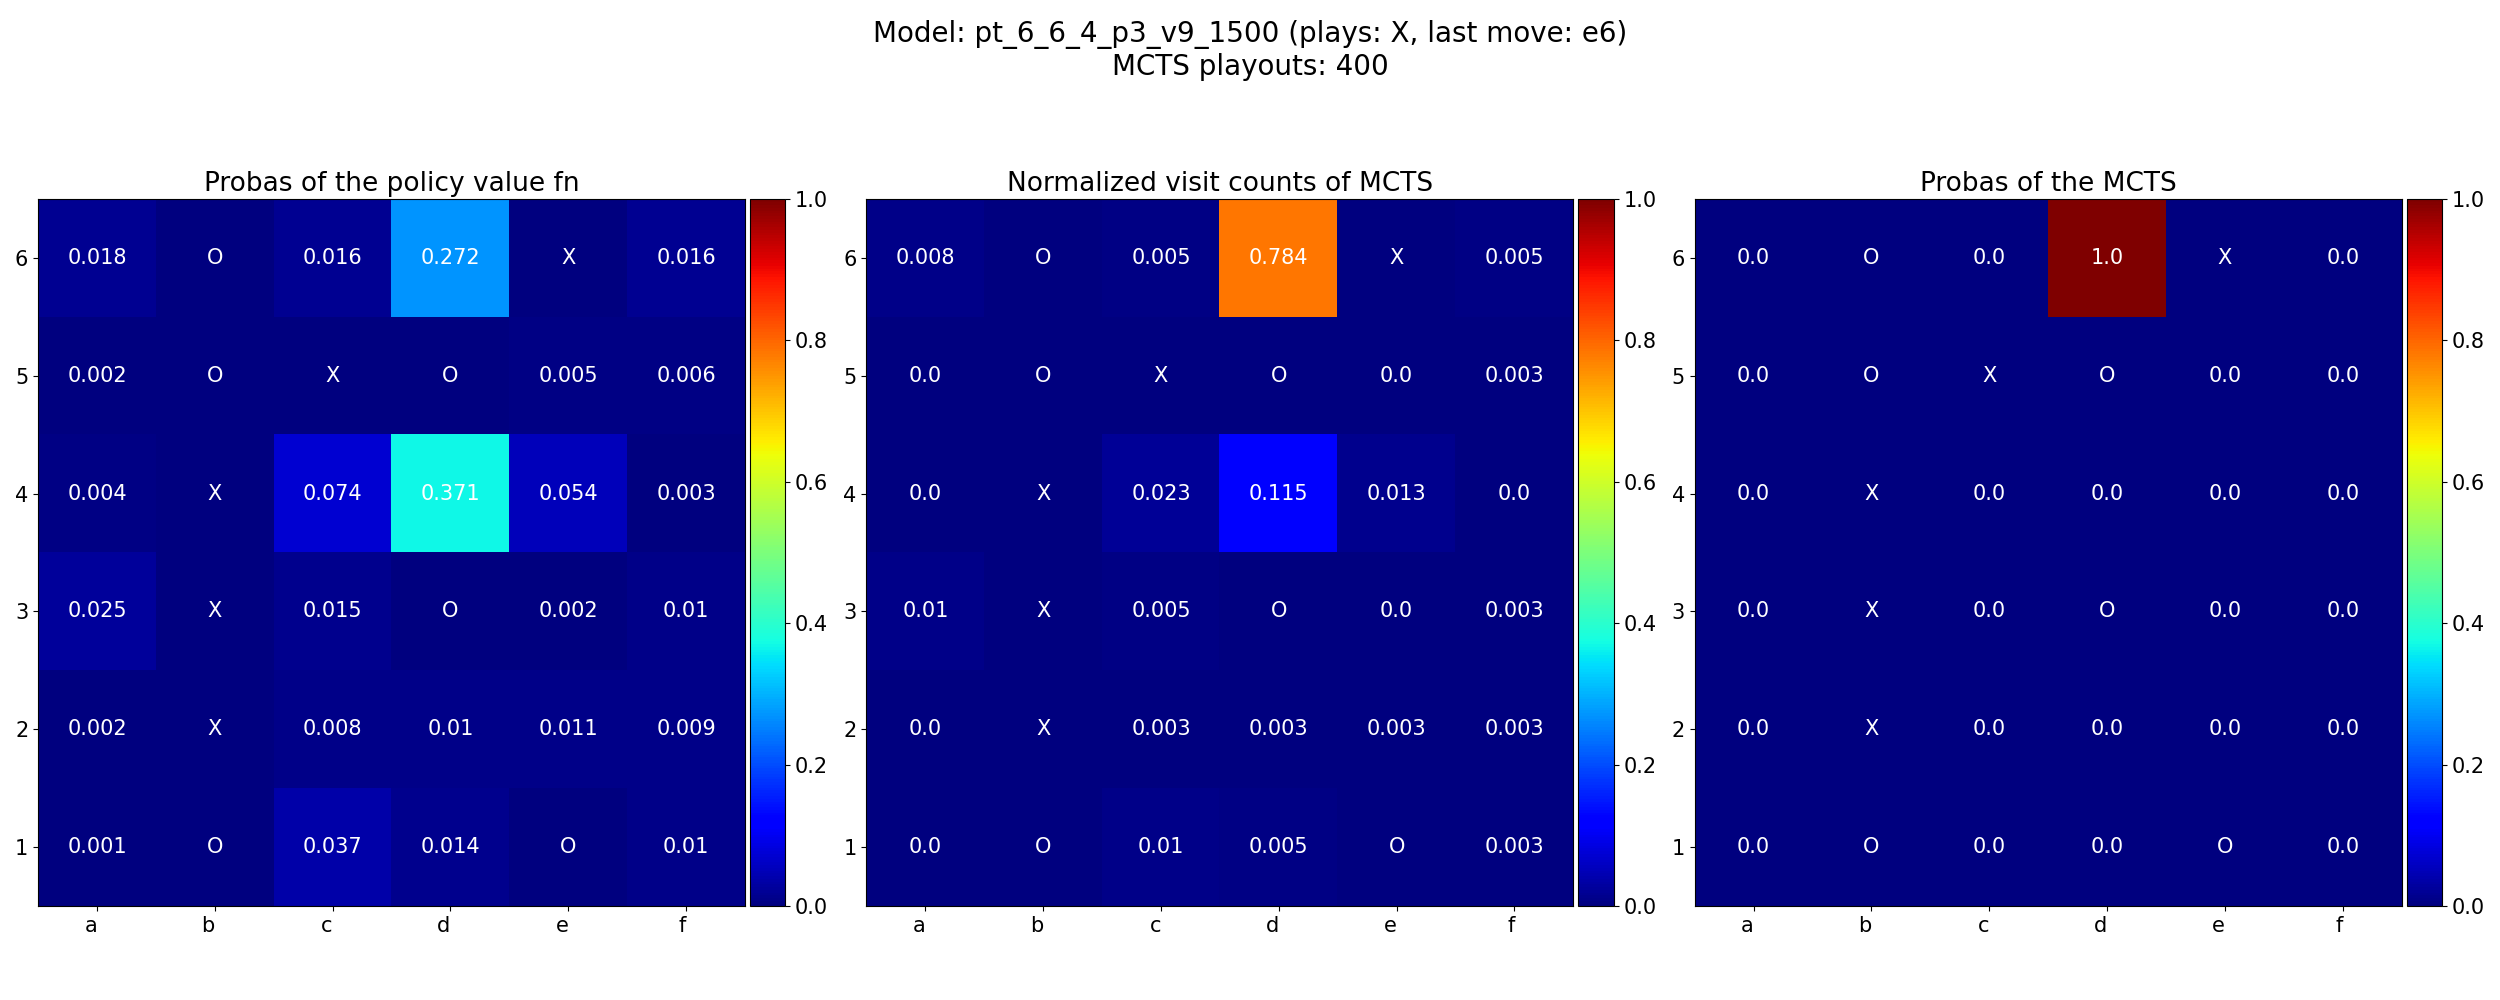 Model: pt_6_6_4_p3_v9_1500 (plays: X, last move: e6)
MCTS playouts: 400
Probas of the policy value fn
6 0.018 O 0.016 0.272 X 0.016
5 0.002 O X O 0.005 0.006
4 0.004 X 0.074 0.371 0.054 0.003
3 0.025 X 0.015 O 0.002 0.01
2 0.002 X 0.008 0.01 0.011 0.009
1 0.001 O 0.037 0.014 O 0.01
a b c d e f
1.0
0.8
0.6
0.4
0.2
0.0
Normalized visit counts of MCTS
6 0.008 O 0.005 0.784 X 0.005
5 0.0 O X O 0.0 0.003
4 0.0 X 0.023 0.115 0.013 0.0
3 0.01 X 0.005 O 0.0 0.003
2 0.0 X 0.003 0.003 0.003 0.003
1 0.0 O 0.01 0.005 O 0.003
a b c d e f
1.0
0.8
0.6
0.4
0.2
0.0
Probas of the MCTS
6 0.0 O 0.0 1.0 X 0.0
5 0.0 O X O 0.0 0.0
4 0.0 X 0.0 0.0 0.0 0.0
3 0.0 X 0.0 O 0.0 0.0
2 0.0 X 0.0 0.0 0.0 0.0
1 0.0 O 0.0 0.0 O 0.0
a b c d e f
1.0
0.8
0.6
0.4
0.2
0.0